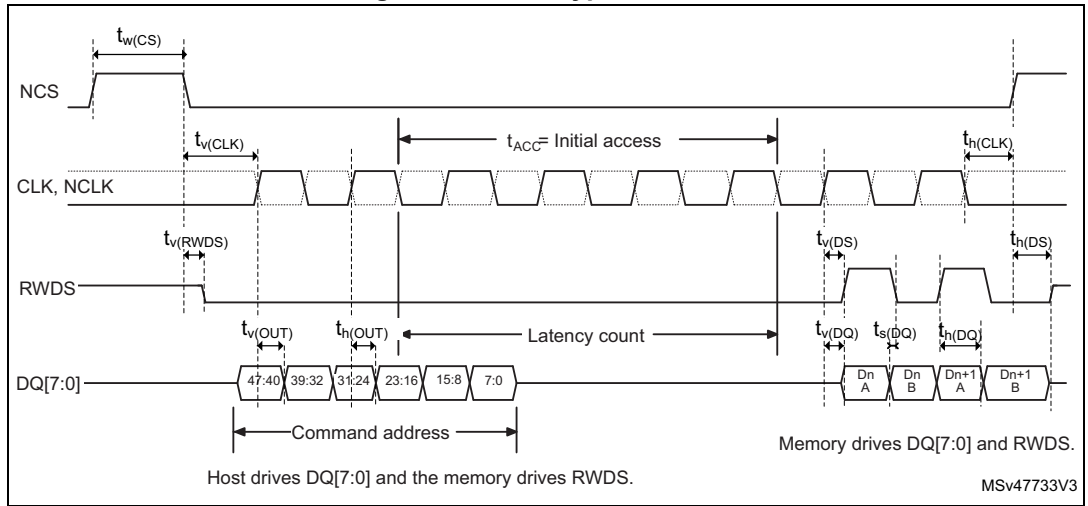 tw(CS)
NCS
tv(CLK)
tACC= Initial access
th(CLK)
CLK, NCLK
tv(RWDS)
tv(DS)
th(DS)
RWDS
tv(OUT)
th(OUT)
Latency count
tv(DQ)
ts(DQ)
th(DQ)
DQ[7:0]
47:40
39:32
31:24
23:16
15:8
7:0
Dn
A
Dn
B
Dn+1
A
Dn+1
B
Command address
Memory drives DQ[7:0] and RWDS.
Host drives DQ[7:0] and the memory drives RWDS.
MSv47733V3